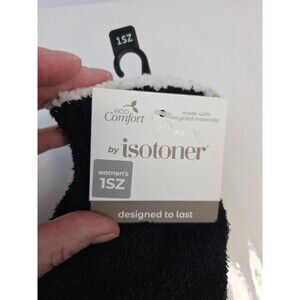 1SZ
eco
Comfort
made with
recycled materials
by isotoner®
women's
1SZ
designed to last